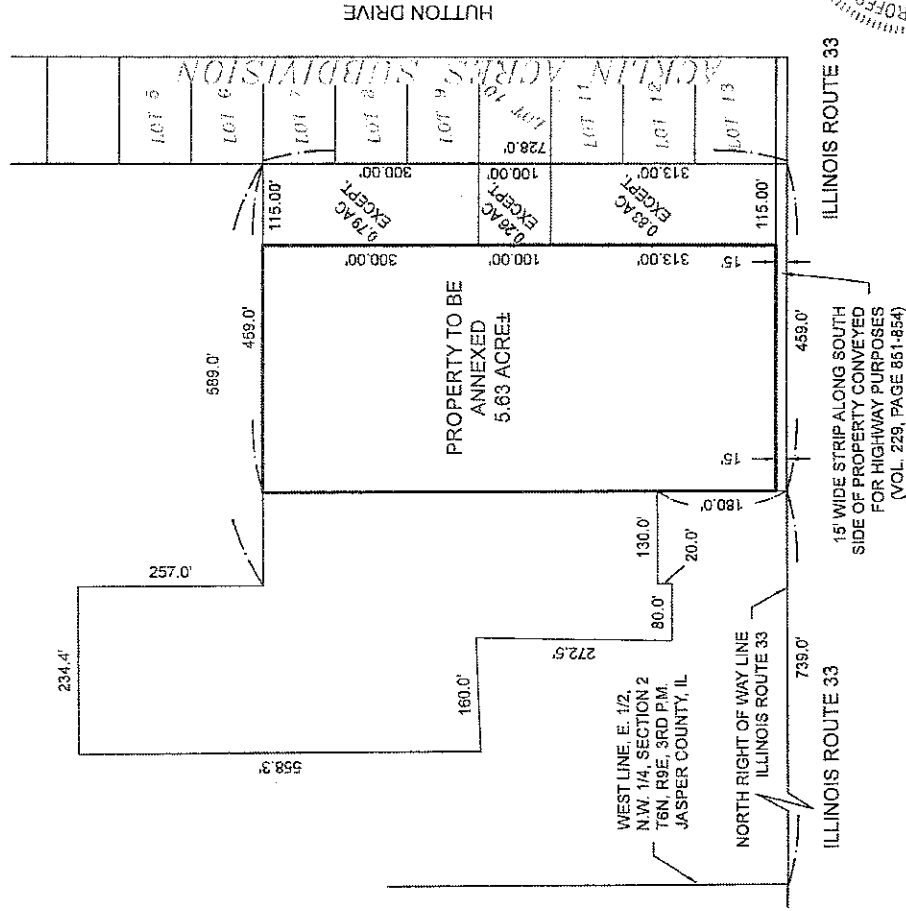 HUTTON DRIVE
ACKLIN ACRES SUBDIVISION
LOT 5
LOT 6
LOT 7
LOT 8
LOT 9
LOT 10
LOT 11
LOT 12
LOT 13
728.0'
300.00'
100.00'
313.00'
0.79 AC
EXCEPT.
0.26 AC
EXCEPT.
0.83 AC
EXCEPT.
115.00'
115.00'
300.00'
100.00'
313.00'
589.0'
459.0'
PROPERTY TO BE
ANNEXED
5.63 ACRE±
15'
15'
459.0'
180.0'
257.0'
234.4'
558.3'
160.0'
272.5'
80.0'
130.0'
20.0'
WEST LINE, E. 1/2,
N.W. 1/4, SECTION 2
T6N, R9E, 3RD P.M.
JASPER COUNTY, IL
NORTH RIGHT OF WAY LINE
ILLINOIS ROUTE 33
739.0'
ILLINOIS ROUTE 33
15' WIDE STRIP ALONG SOUTH
SIDE OF PROPERTY CONVEYED
FOR HIGHWAY PURPOSES
(VOL. 229, PAGE 851-854)
ILLINOIS ROUTE 33